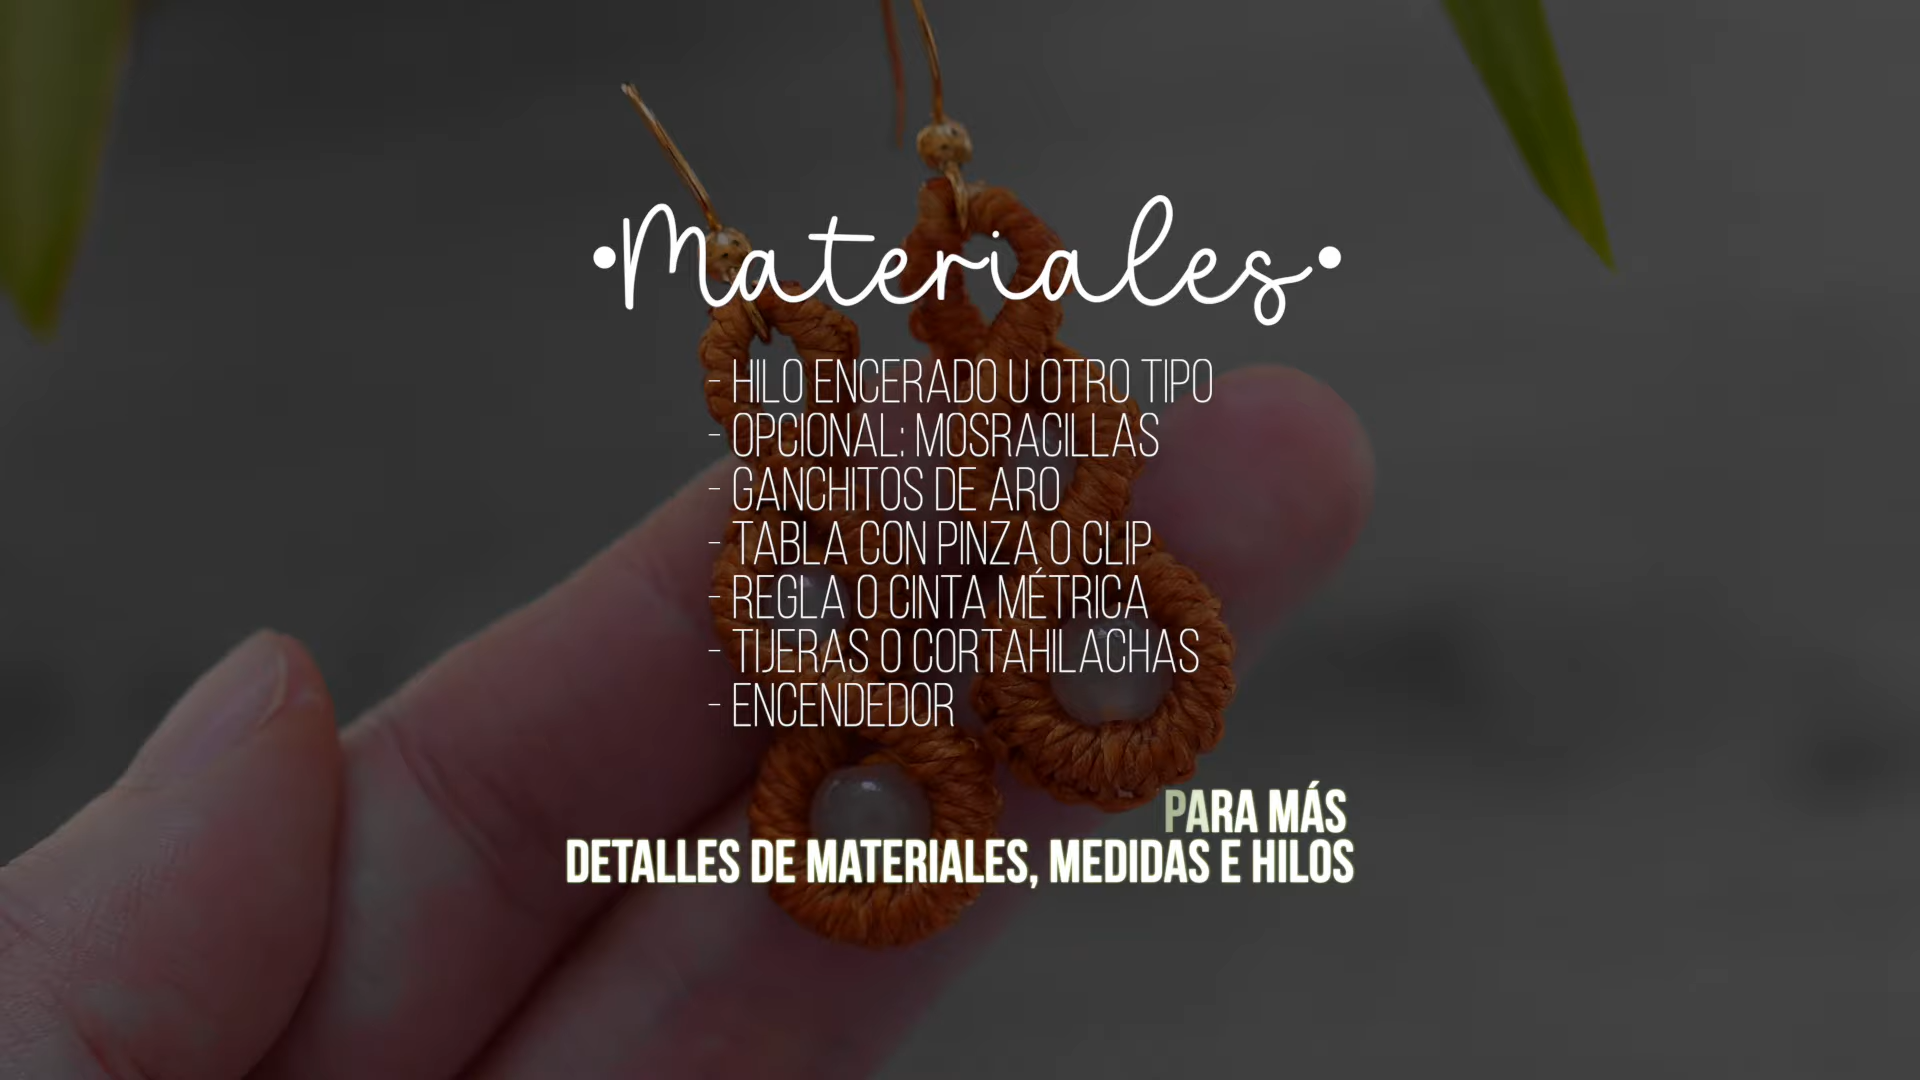 •Materiales•
- HILO ENCERADO U OTRO TIPO
- OPCIONAL: MOSRACILLAS
- GANCHITOS DE ARO
- TABLA CON PINZA O CLIP
- REGLA O CINTA MÉTRICA
- TIJERAS O CORTAHILACHAS
- ENCENDEDOR
PARA MÁS
DETALLES DE MATERIALES, MEDIDAS E HILOS